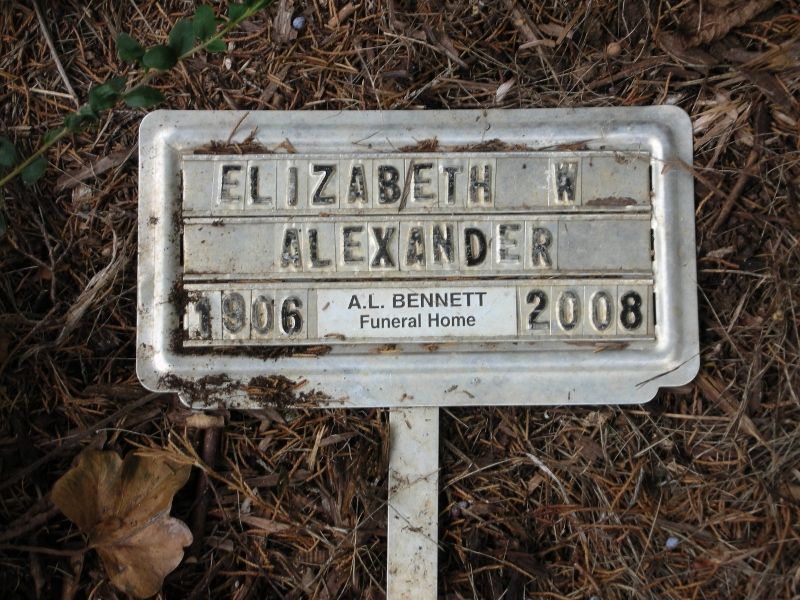 ELIZABETH W
ALEXANDER
1906 A.L. BENNETT 2008
Funeral Home